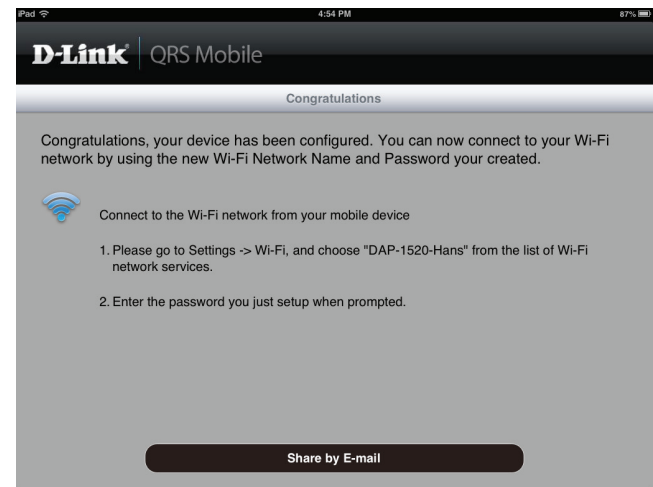 iPad 4:54 PM 87%
D-Link QRS Mobile
Congratulations
Congratulations, your device has been configured. You can now connect to your Wi-Fi
network by using the new Wi-Fi Network Name and Password your created.
Connect to the Wi-Fi network from your mobile device
1. Please go to Settings -> Wi-Fi, and choose "DAP-1520-Hans" from the list of Wi-Fi
network services.
2. Enter the password you just setup when prompted.
Share by E-mail